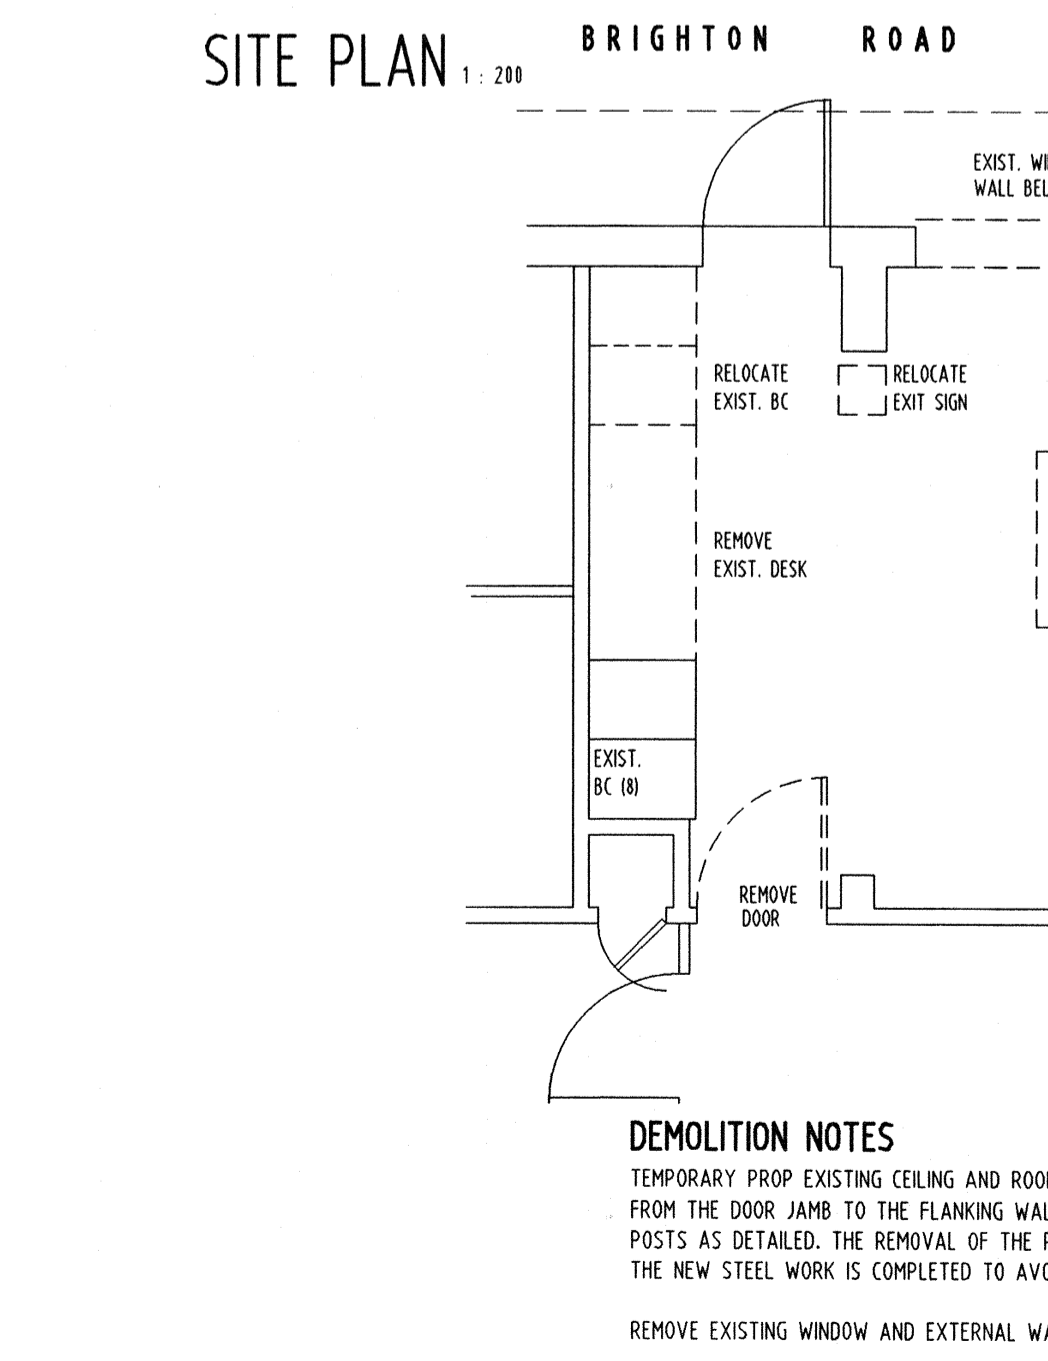 SITE PLAN 1 : 200
BRIGHTON ROAD
EXIST.
WALL
RELOCATE
EXIST. BC
RELOCATE
EXIT SIGN
REMOVE
EXIST. DESK
EXIST.
BC (8)
REMOVE
DOOR
DEMOLITION NOTES
TEMPORARY PROP EXISTING CEILING AND
FROM THE DOOR JAMB TO THE FLANKING
POSTS AS DETAILED. THE REMOVAL OF THE
THE NEW STEEL WORK IS COMPLETED TO
REMOVE EXISTING WINDOW AND EXTERNAL